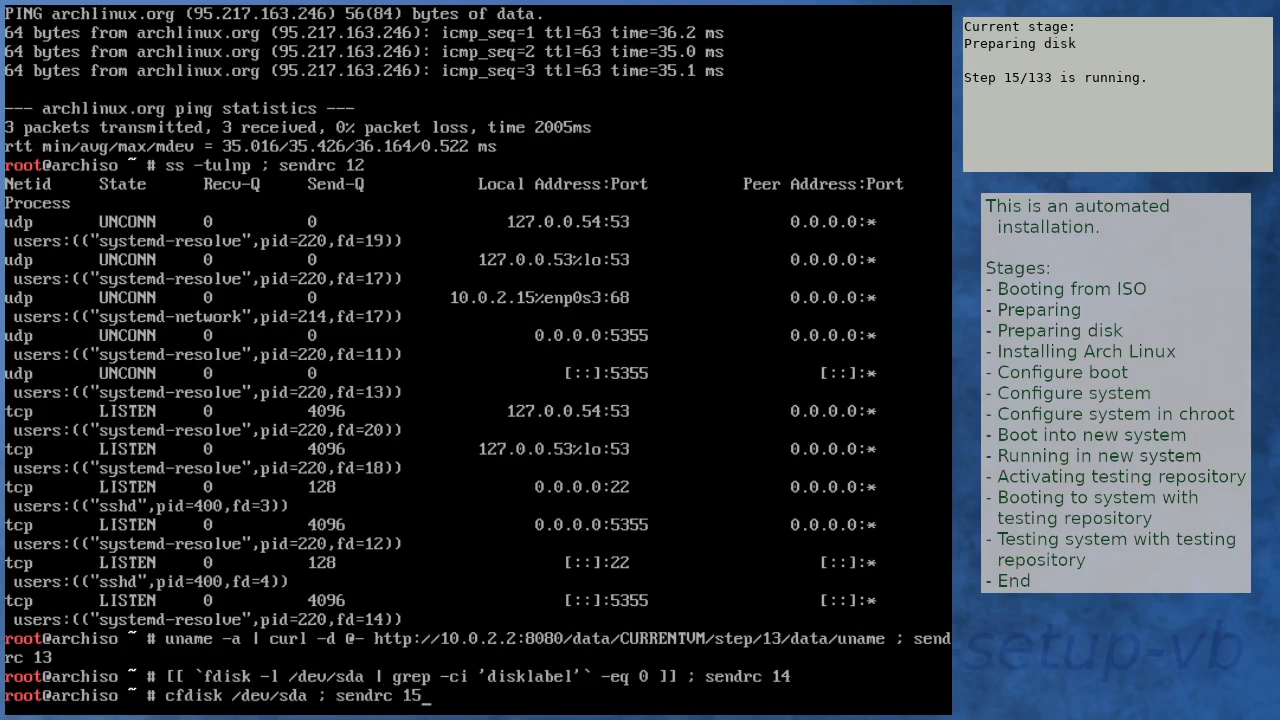 PING archlinux.org (95.217.163.246) 56(84) bytes of data.
64 bytes from archlinux.org (95.217.163.246): icmp_seq=1 ttl=63 time=36.2 ms
64 bytes from archlinux.org (95.217.163.246): icmp_seq=2 ttl=63 time=35.0 ms
64 bytes from archlinux.org (95.217.163.246): icmp_seq=3 ttl=63 time=35.1 ms
--- archlinux.org ping statistics ---
3 packets transmitted, 3 received, 0% packet loss, time 2005ms
rtt min/avg/max/mdev = 35.016/35.426/36.164/0.522 ms
root@archiso ~ # ss -tulnp ; sendrc 12
Netid State Recv-Q Send-Q Local Address:Port Peer Address:Port
Process
udp UNCONN 0 0 127.0.0.54:53 0.0.0.0:*
users:(("systemd-resolve",pid=220,fd=19))
udp UNCONN 0 0 127.0.0.53%lo:53 0.0.0.0:*
users:(("systemd-resolve",pid=220,fd=17))
udp UNCONN 0 0 10.0.2.15%enp0s3:68 0.0.0.0:*
users:(("systemd-network",pid=214,fd=17))
udp UNCONN 0 0 0.0.0.0:5355 0.0.0.0:*
users:(("systemd-resolve",pid=220,fd=11))
udp UNCONN 0 0 [::]:5355 [::]:*
users:(("systemd-resolve",pid=220,fd=13))
tcp LISTEN 0 4096 127.0.0.54:53 0.0.0.0:*
users:(("systemd-resolve",pid=220,fd=20))
tcp LISTEN 0 4096 127.0.0.53%lo:53 0.0.0.0:*
users:(("systemd-resolve",pid=220,fd=18))
tcp LISTEN 0 128 0.0.0.0:22 0.0.0.0:*
users:(("sshd",pid=400,fd=3))
tcp LISTEN 0 4096 0.0.0.0:5355 0.0.0.0:*
users:(("systemd-resolve",pid=220,fd=12))
tcp LISTEN 0 128 [::]:22 [::]:*
users:(("sshd",pid=400,fd=4))
tcp LISTEN 0 4096 [::]:5355 [::]:*
users:(("systemd-resolve",pid=220,fd=14))
root@archiso ~ # uname -a | curl -d @- http://10.0.2.2:8080/data/CURRENTVM/step/13/data/uname ; send
rc 13
root@archiso ~ # [[ `fdisk -l /dev/sda | grep -ci 'disklabel'` -eq 0 ]] ; sendrc 14
root@archiso ~ # cfdisk /dev/sda ; sendrc 15_
Current stage:
Preparing disk
Step 15/133 is running.
This is an automated
installation.
Stages:
- Booting from ISO
- Preparing
- Preparing disk
- Installing Arch Linux
- Configure boot
- Configure system
- Configure system in chroot
- Boot into new system
- Running in new system
- Activating testing repository
- Booting to system with
testing repository
- Testing system with testing
repository
- End
-setup-vb